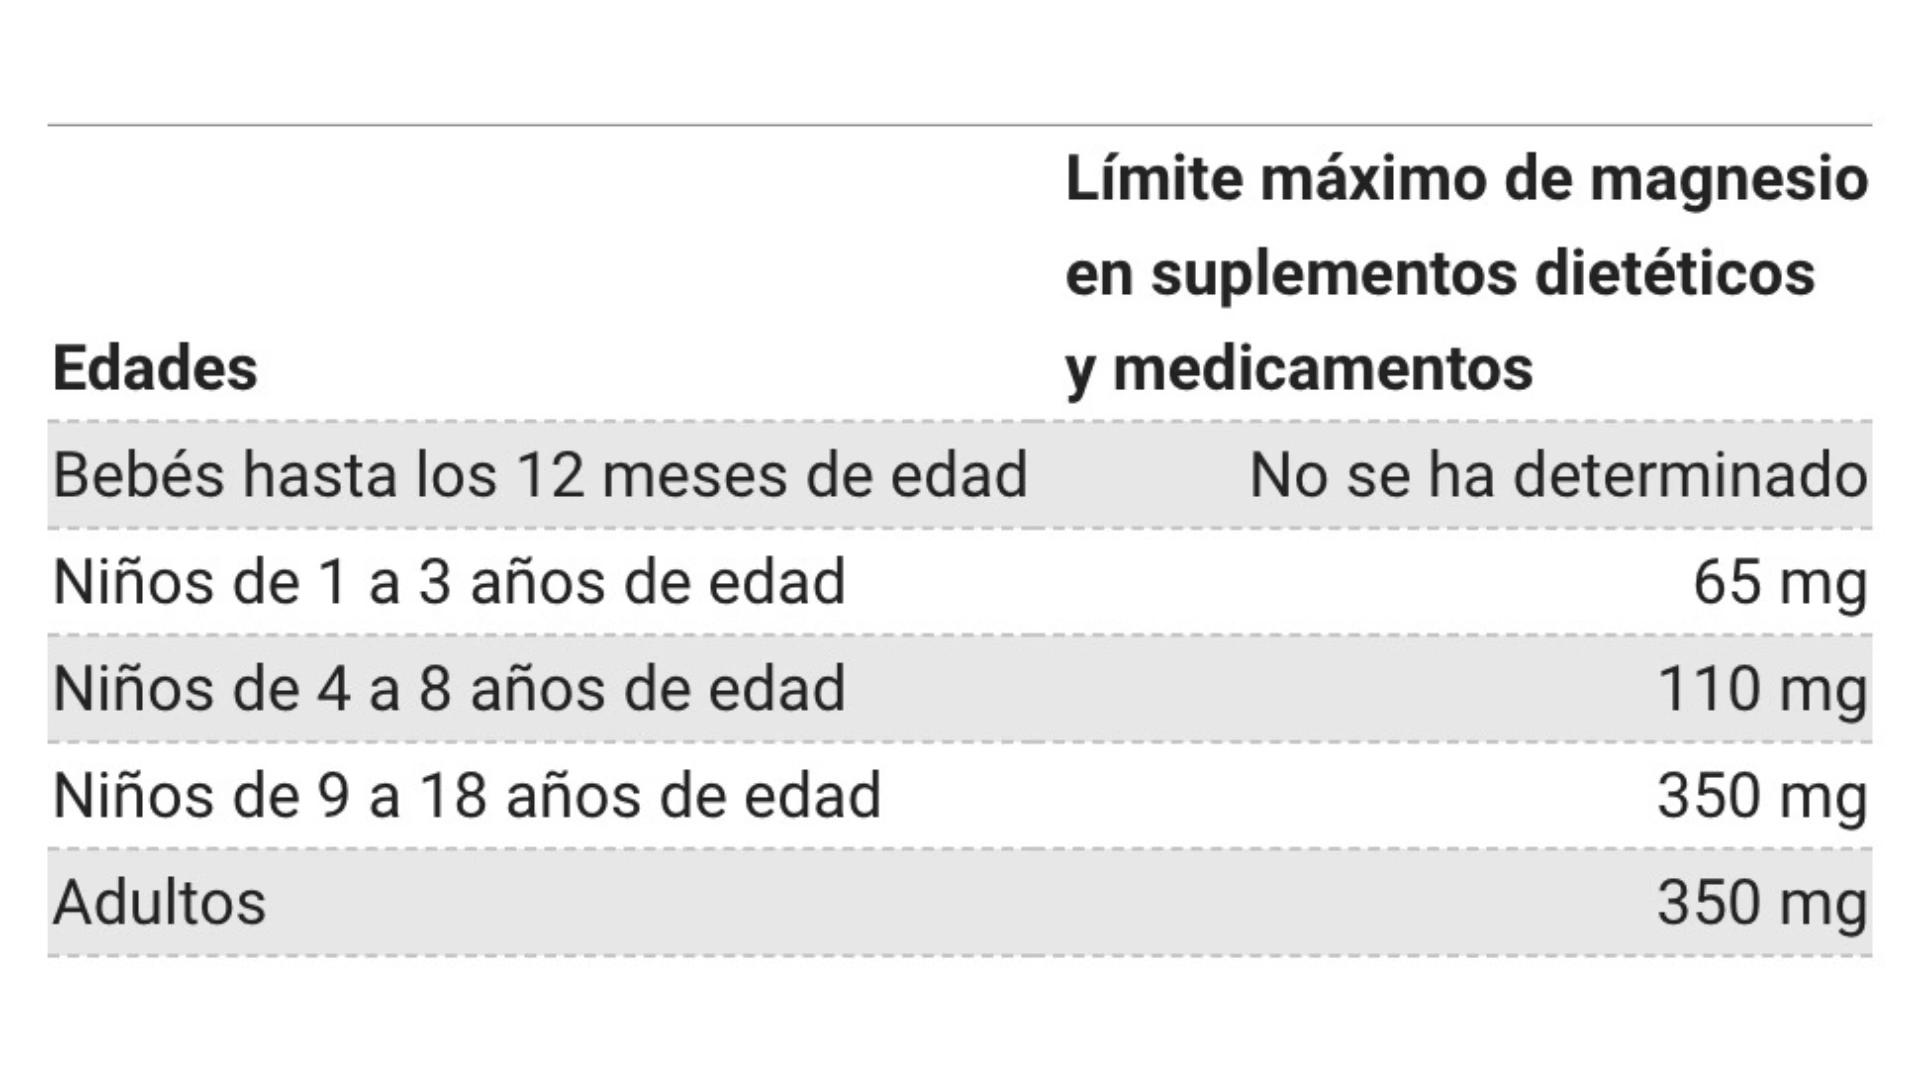 Edades
Límite máximo de magnesio
en suplementos dietéticos
y medicamentos
Bebés hasta los 12 meses de edad No se ha determinado
Niños de 1 a 3 años de edad 65 mg
Niños de 4 a 8 años de edad 110 mg
Niños de 9 a 18 años de edad 350 mg
Adultos 350 mg